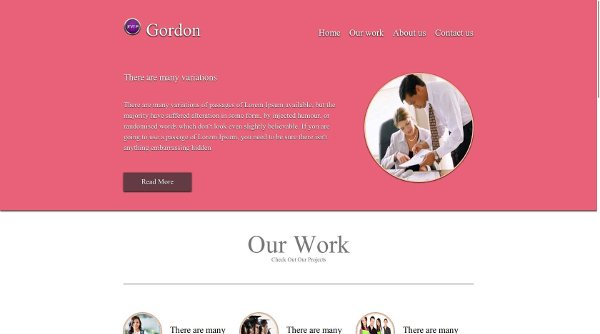 Gordon
Home Our work About us Contact us
There are many variations
There are many variations of passages of Lorem Ipsum available, but the
majority have suffered alteration in some form, by injected humour, or
randomised words which don't look even slightly believable. If you are
going to use a passage of Lorem Ipsum, you need to be sure there isn't
anything embarrassing hidden
Read More
Our Work
Check Out Our Projects
There are many
There are many
There are many